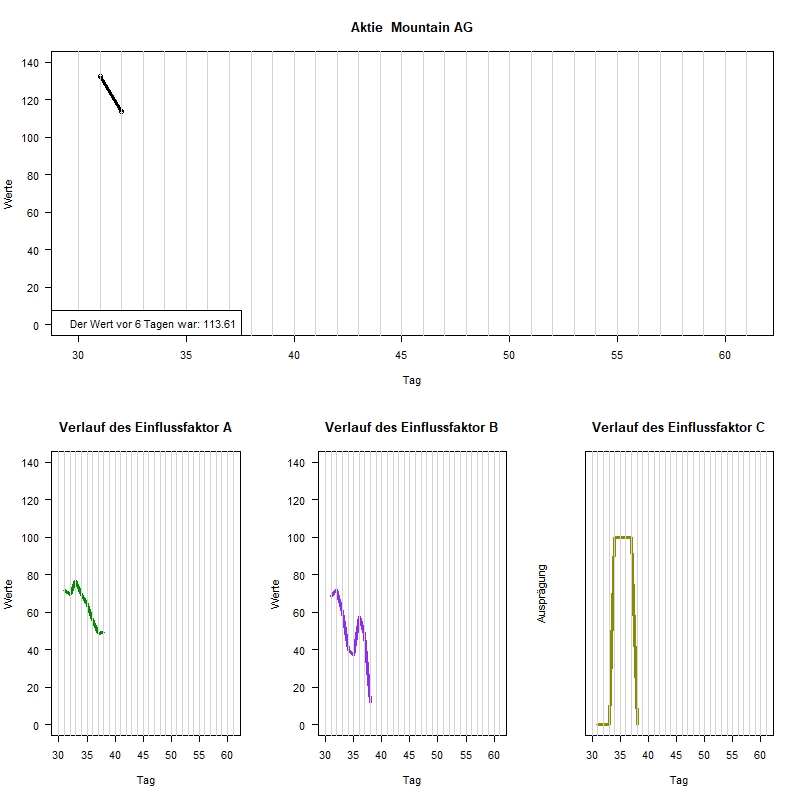 Aktie  Mountain AG
140
120
100
80
60
40
20
0
Werte
Der Wert vor 6 Tagen war: 113.61
30 35 40 45 50 55 60
Tag
Verlauf des Einflussfaktor A
140
120
100
80
60
40
20
0
Werte
30 35 40 45 50 55 60
Tag
Verlauf des Einflussfaktor B
140
120
100
80
60
40
20
0
Werte
30 35 40 45 50 55 60
Tag
Verlauf des Einflussfaktor C
Ausprägung
30 35 40 45 50 55 60
Tag